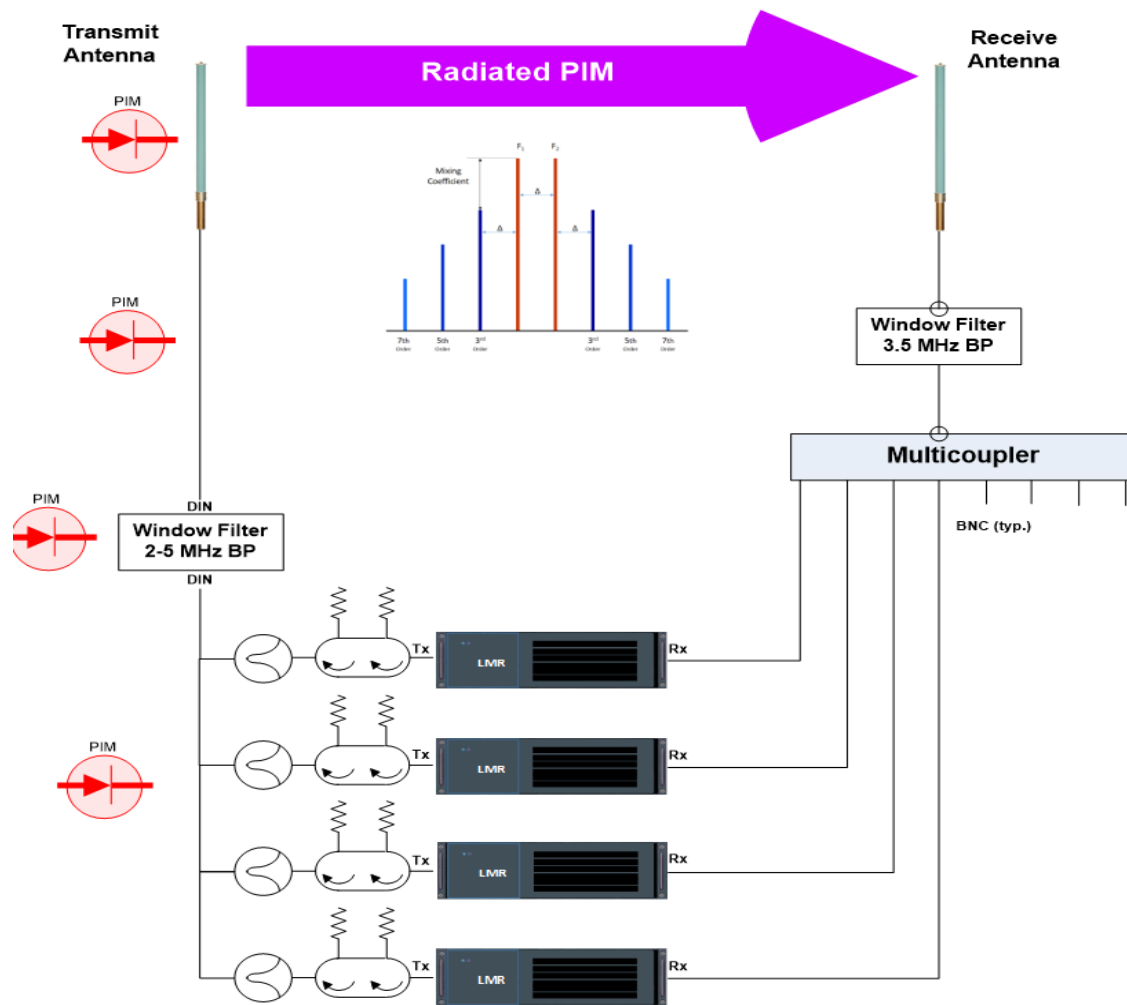 Transmit
Antenna
Radiated PIM
Receive
Antenna
PIM
F1 F2
Mixing
Coefficient
Δ
Δ
Δ
7th
Order
5th
Order
3rd
Order
3rd
Order
5th
Order
7th
Order
PIM
Window Filter
3.5 MHz BP
Multicoupler
BNC (typ.)
PIM
DIN
Window Filter
2-5 MHz BP
DIN
Tx
LMR
Rx
Tx
LMR
Rx
PIM
Tx
LMR
Rx
Tx
LMR
Rx